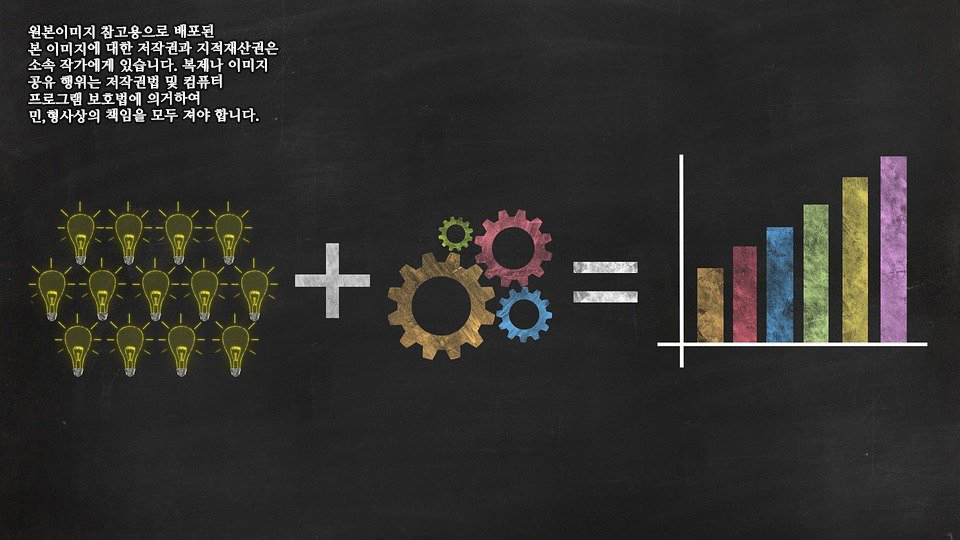 원본이미지 참고용으로 배포된
본 이미지에 대한 저작권과 지적재산권은
소속 작가에게 있습니다. 복제나 이미지
공유 행위는 저작권법 및 컴퓨터
프로그램 보호법에 의거하여
민,형사상의 책임을 모두 져야 합니다.